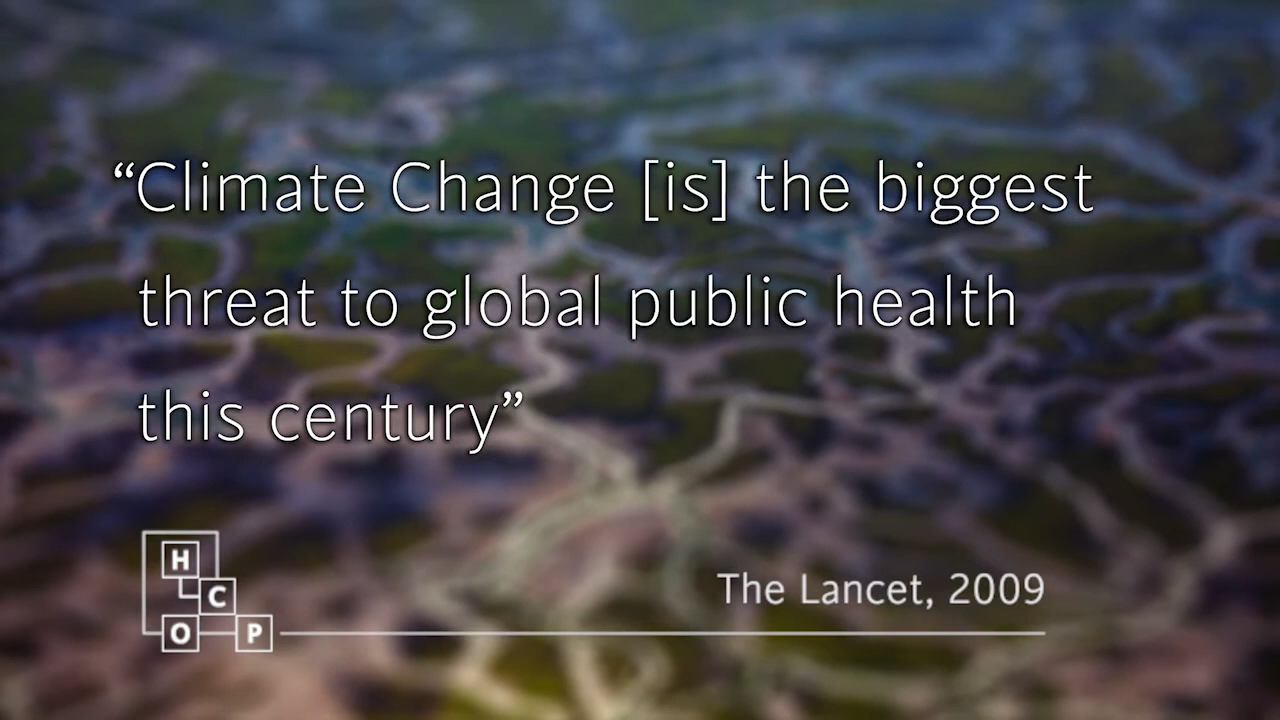 “Climate Change [is] the biggest
threat to global public health
this century”
H
C
O P
The Lancet, 2009